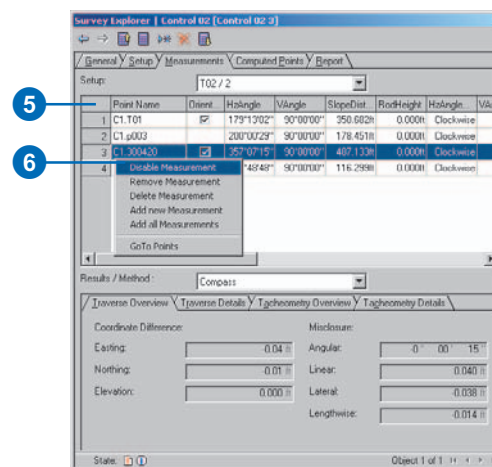 Survey Explorer | Control 02 [Control 02 3]
General Setup Measurements Computed Points Report
Setup: T02 / 2
5
Point Name Orient... HzAngle VAngle SlopeDist... RodHeight HzAngle... VA
1 C1.T01 179°13'02" 90°00'00" 350.682ft 0.000ft Clockwise
2 C1.p003 200°00'29" 90°00'00" 178.451ft 0.000ft Clockwise
3 C1.300420 357°07'15" 90°00'00" 487.133ft 0.000ft Clockwise
4 °48'48" 90°00'00" 116.299ft 0.000ft Clockwise
6
Disable Measurement
Remove Measurement
Delete Measurement
Add new Measurement
Add all Measurements
GoTo Points
Results / Method: Compass
Traverse Overview Traverse Details Tacheometry Overview Tacheometry Details
Coordinate Difference: Misclosure:
Easting: -0.04 ft Angular: -0° 00' 15"
Northing: -0.01 ft Linear: 0.040 ft
Elevation: 0.000 ft Lateral: -0.038 ft
Lengthwise: -0.014 ft
State: Object 1 of 1